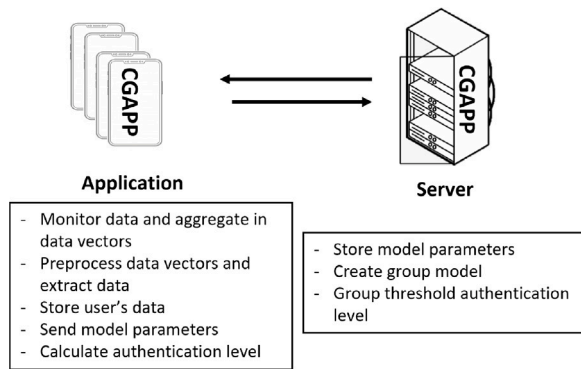 CGAPP
CGAPP
Application
Server
- Monitor data and aggregate in
data vectors
- Preprocess data vectors and
extract data
- Store user's data
- Send model parameters
- Calculate authentication level
- Store model parameters
- Create group model
- Group threshold authentication
level